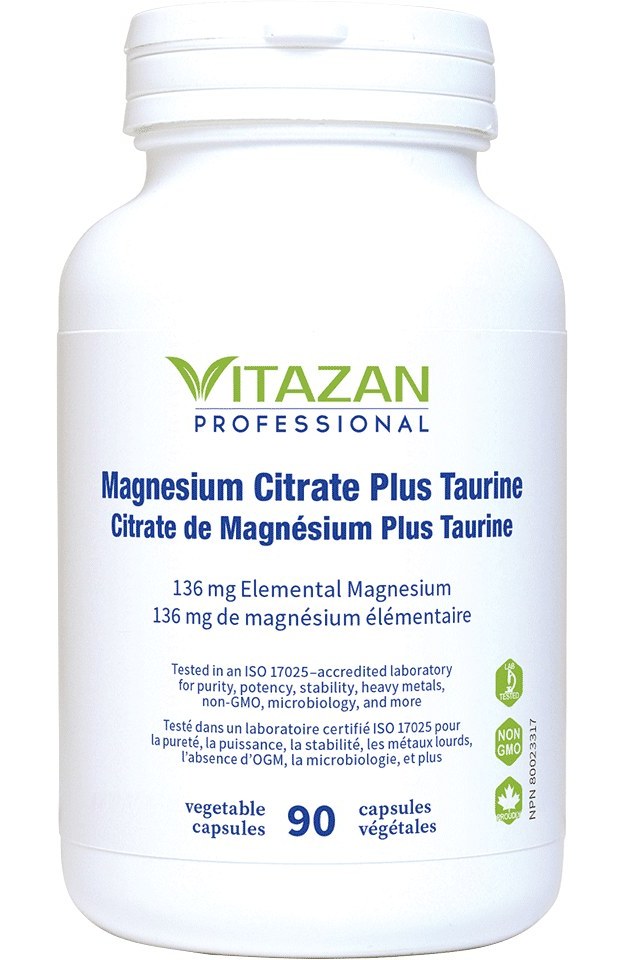 VITAZAN
PROFESSIONAL
Magnesium Citrate Plus Taurine
Citrate de Magnésium Plus Taurine
136 mg Elemental Magnesium
136 mg de magnésium élémentaire
Tested in an ISO 17025–accredited laboratory
for purity, potency, stability, heavy metals,
non-GMO, microbiology, and more
Testé dans un laboratoire certifié ISO 17025 pour
la pureté, la puissance, la stabilité, les métaux lourds,
l'absence d'OGM, la microbiologie, et plus
LAB
TESTED
NON
GMO
PROUDLY
NPN 80023317
vegetable
capsules
90
capsules
végétales